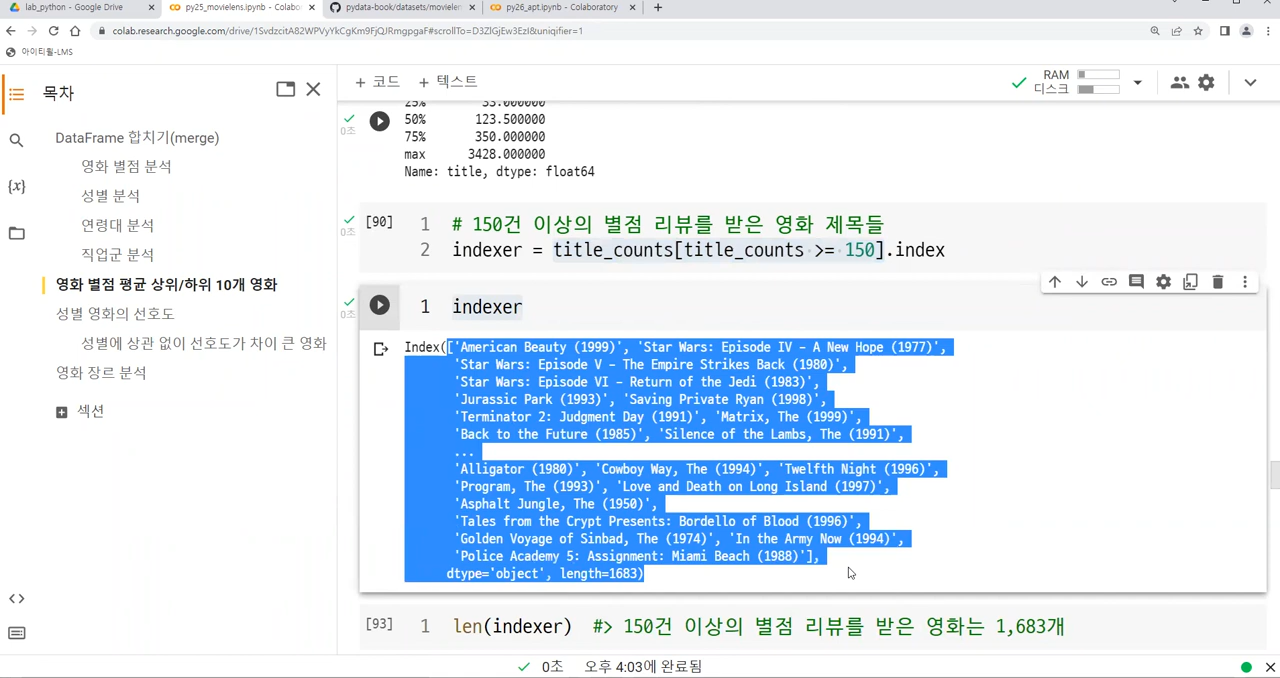 lab_python - Google Drive
py25_movielens.ipynb - Colabor
pydata-book/datasets/movielen
py26_apt.ipynb - Colaboratory
colab.research.google.com/drive/1SvdzcitA82WPVyYkCgKm9FjQJRmgpgaF#scrollTo=D3ZIGjEw3EzI&uniqifier=1
아이티윌-LMS
목차
+ 코드 + 텍스트
RAM
디스크
DataFrame 합치기(merge)
영화 별점 분석
성별 분석
연령대 분석
직업군 분석
영화 별점 평균 상위/하위 10개 영화
성별 영화의 선호도
성별에 상관 없이 선호도가 차이 큰 영화
영화 장르 분석
섹션
0초
25% 33.000000
50% 123.500000
75% 350.000000
max 3428.000000
Name: title, dtype: float64
0초
[90] 1 # 150건 이상의 별점 리뷰를 받은 영화 제목들
2 indexer = title_counts[title_counts >= 150].index
0초
1 indexer
Index(['American Beauty (1999)', 'Star Wars: Episode IV - A New Hope (1977)',
'Star Wars: Episode V - The Empire Strikes Back (1980)',
'Star Wars: Episode VI - Return of the Jedi (1983)',
'Jurassic Park (1993)', 'Saving Private Ryan (1998)',
'Terminator 2: Judgment Day (1991)', 'Matrix, The (1999)',
'Back to the Future (1985)', 'Silence of the Lambs, The (1991)',
...
'Alligator (1980)', 'Cowboy Way, The (1994)', 'Twelfth Night (1996)',
'Program, The (1993)', 'Love and Death on Long Island (1997)',
'Asphalt Jungle, The (1950)',
'Tales from the Crypt Presents: Bordello of Blood (1996)',
'Golden Voyage of Sinbad, The (1974)', 'In the Army Now (1994)',
'Police Academy 5: Assignment: Miami Beach (1988)'],
dtype='object', length=1683)
[93] 1 len(indexer) #> 150건 이상의 별점 리뷰를 받은 영화는 1,683개
0초 오후 4:03에 완료됨